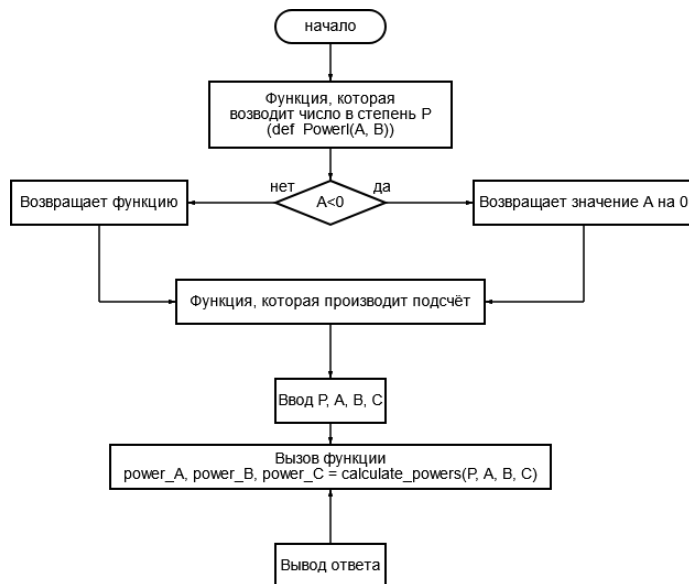 начало
Функция, которая
возводит число в степень P
(def Powerl(A, B))
нет
да
Возвращает функцию
A<0
Возвращает значение A на 0
Функция, которая производит подсчёт
Ввод P, A, B, C
Вызов функции
power_A, power_B, power_C = calculate_powers(P, A, B, C)
Вывод ответа